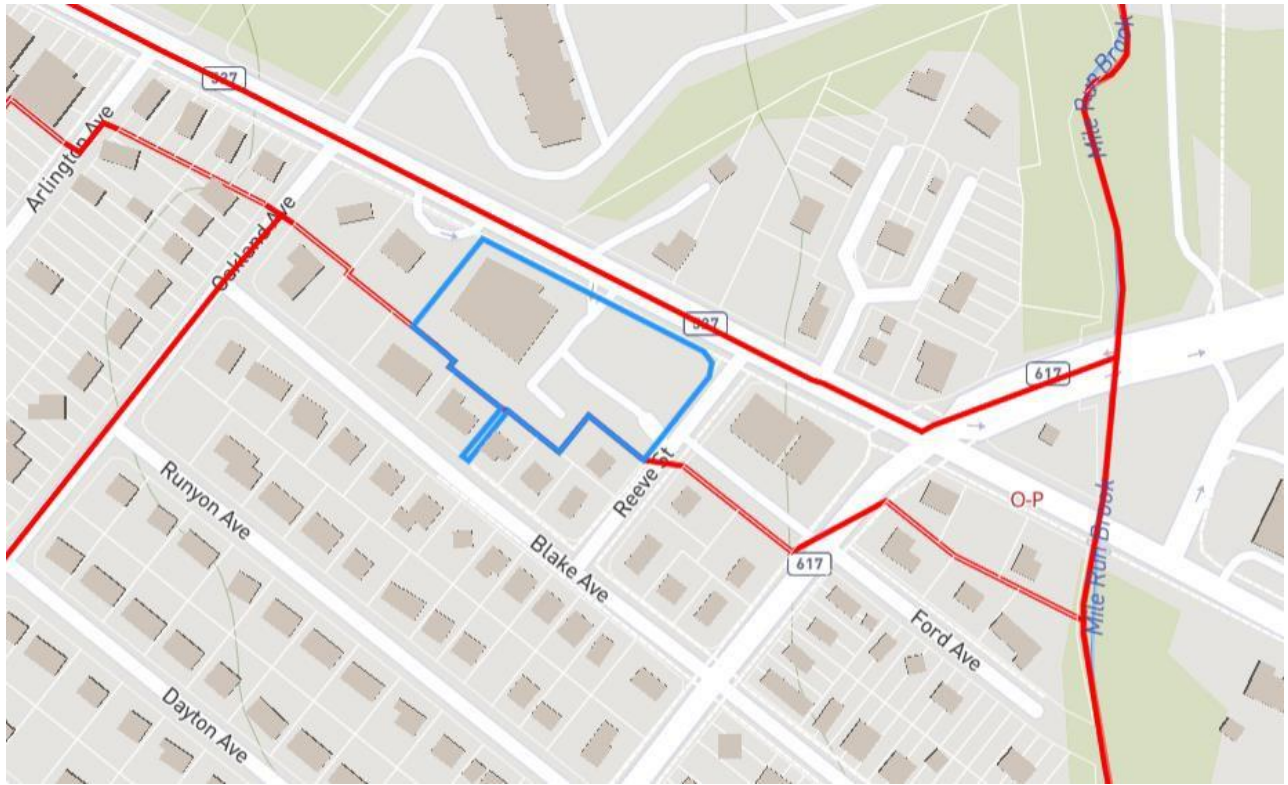 527
Mile Run Brook
Arlington Ave
Oakland Ave
527
617
Reeve St
O-P
Runyon Ave
Blake Ave
617
Mile Run Brook
Ford Ave
Dayton Ave